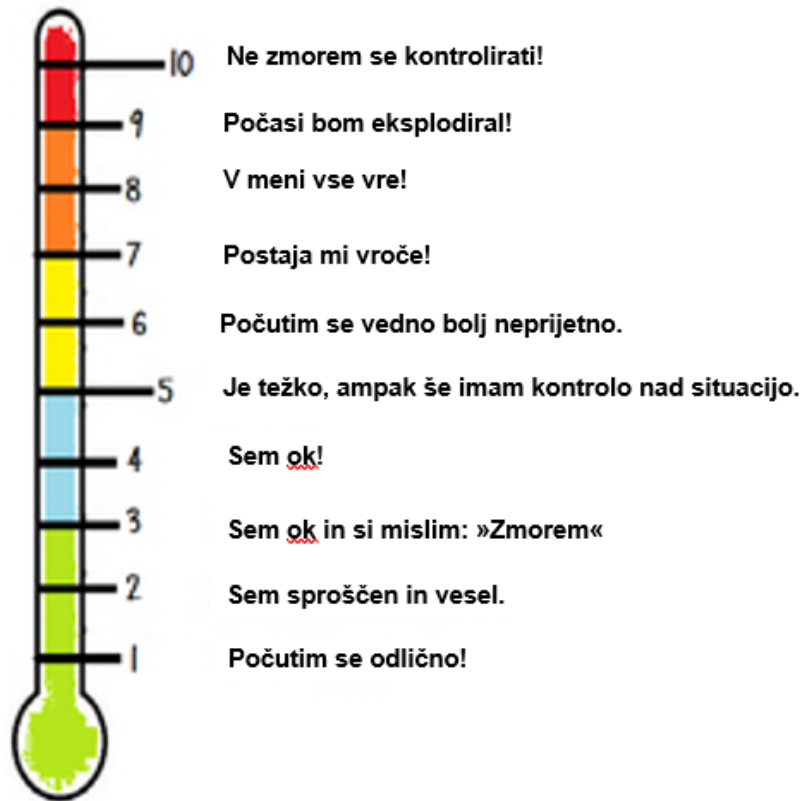 10 Ne zmorem se kontrolirati!
9 Počasi bom eksplodiral!
8 V meni vse vre!
7 Postaja mi vroče!
6 Počutim se vedno bolj neprijetno.
5 Je težko, ampak še imam kontrolo nad situacijo.
4 Sem ok!
3 Sem ok in si mislim: »Zmorem«
2 Sem sproščen in vesel.
1 Počutim se odlično!